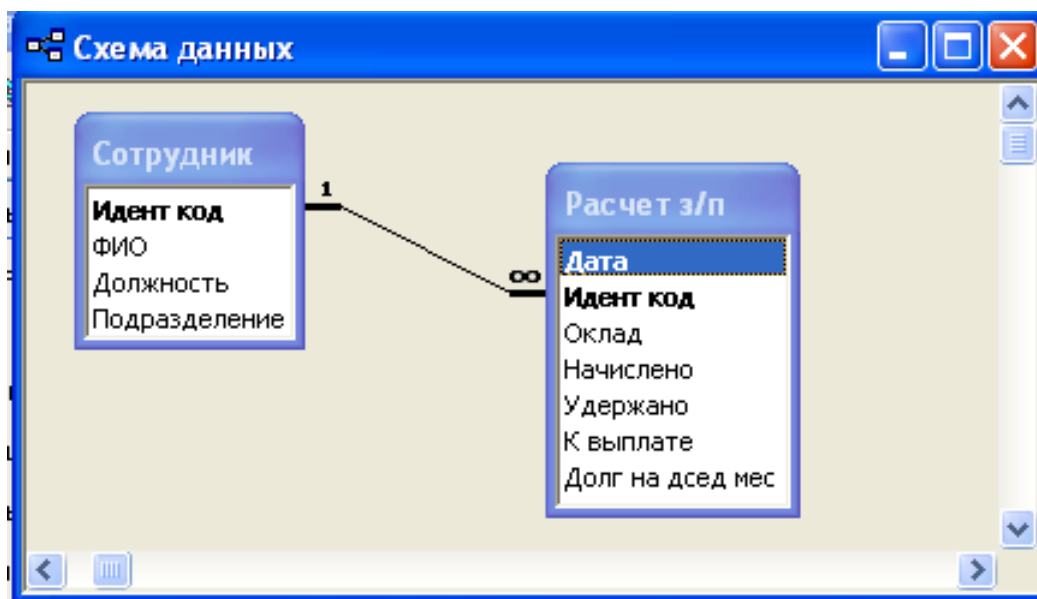 Схема данных
Сотрудник
Идент код
ФИО
Должность
Подразделение
1
∞
Расчет з/п
Дата
Идент код
Оклад
Начислено
Удержано
К выплате
Долг на дсед мес